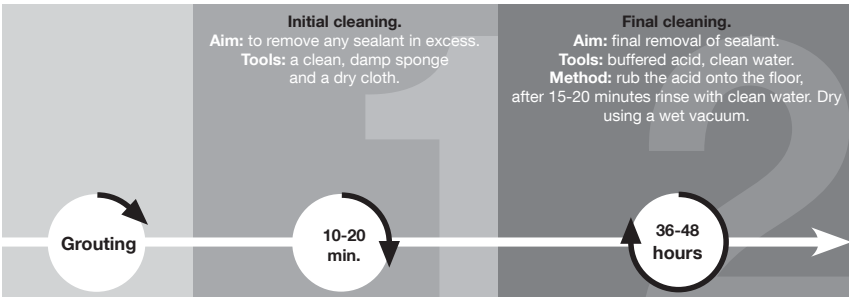 Initial cleaning.
Aim: to remove any sealant in excess.
Tools: a clean, damp sponge
and a dry cloth.
Final cleaning.
Aim: final removal of sealant.
Tools: buffered acid, clean water.
Method: rub the acid onto the floor,
after 15-20 minutes rinse with clean water. Dry
using a wet vacuum.
1
2
Grouting
10-20
min.
36-48
hours